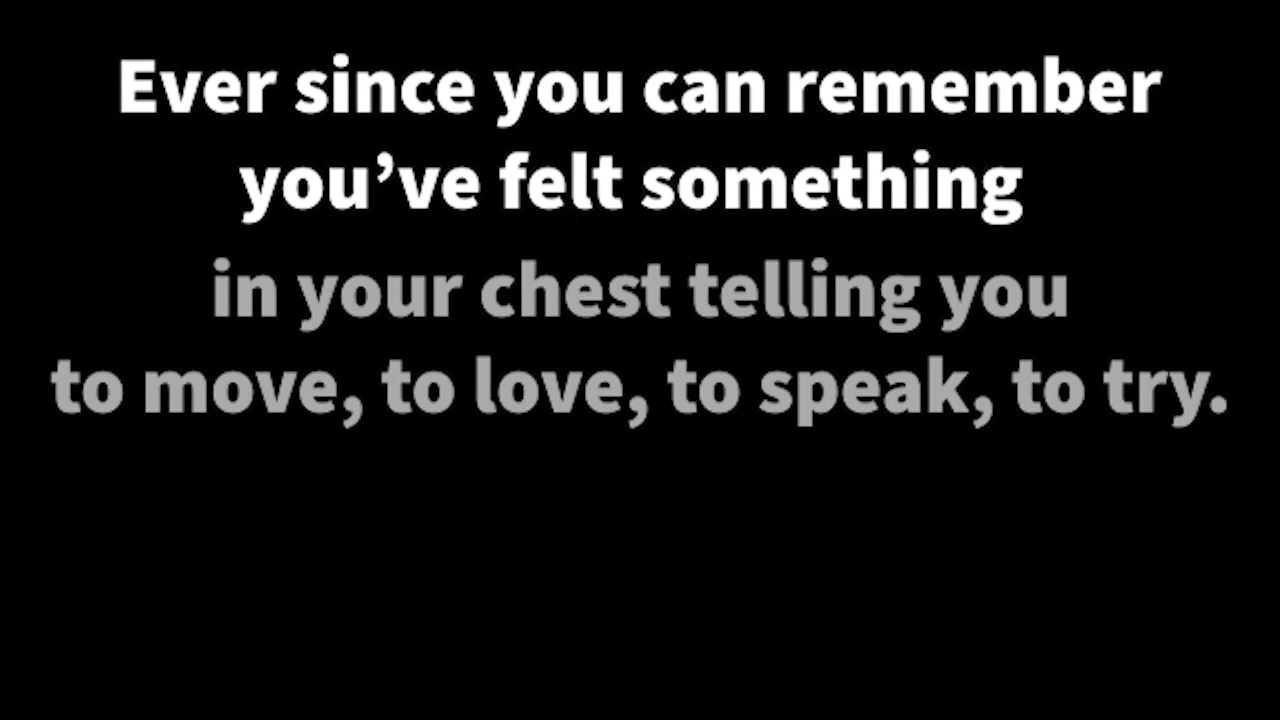 Ever since you can remember
you’ve felt something
in your chest telling you
to move, to love, to speak, to try.